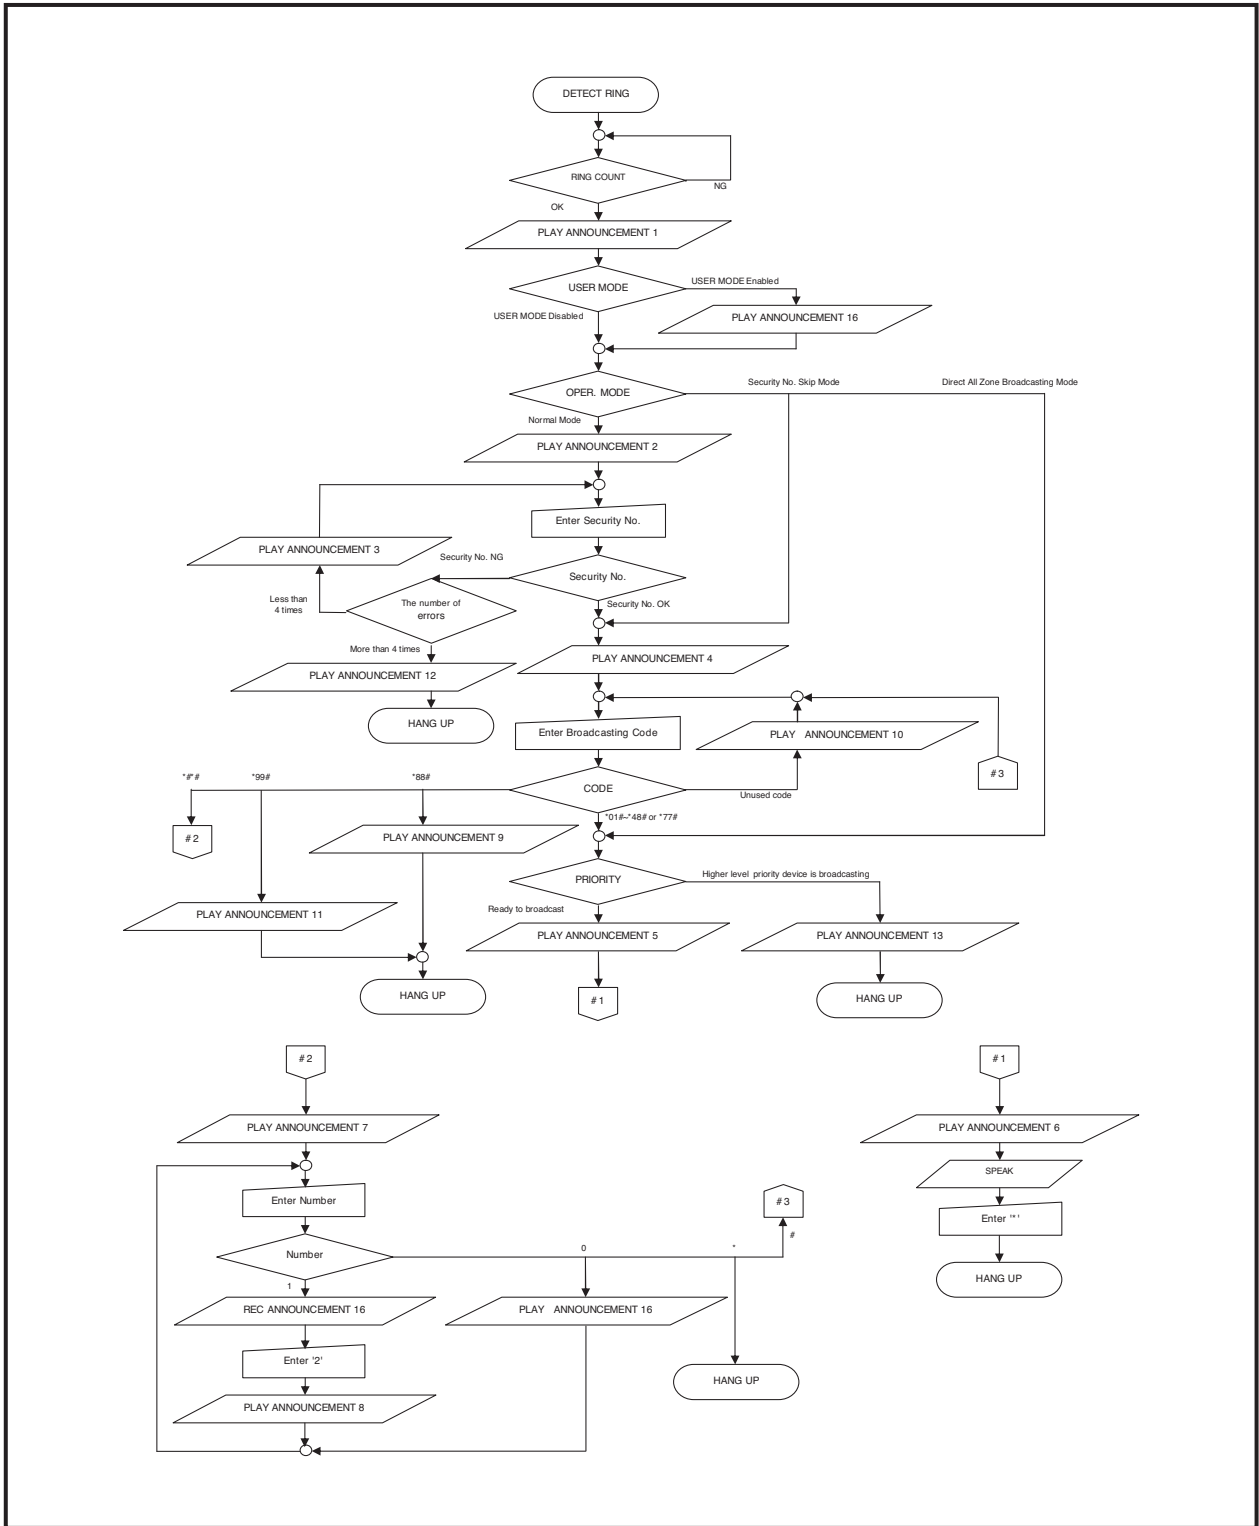 DETECT RING
RING COUNT
NG
OK
PLAY ANNOUNCEMENT 1
USER MODE Enabled
USER MODE
USER MODE Disabled
PLAY ANNOUNCEMENT 16
Security No. Skip Mode
Direct All Zone Broadcasting Mode
OPER. MODE
Normal Mode
PLAY ANNOUNCEMENT 2
Enter Security No.
PLAY ANNOUNCEMENT 3
Security No. NG
Security No.
Less than
4 times
The number of
errors
Security No. OK
More than 4 times
PLAY ANNOUNCEMENT 4
PLAY ANNOUNCEMENT 12
HANG UP
Enter Broadcasting Code
PLAY ANNOUNCEMENT 10
# 3
*#*#
*99#
*88#
CODE
Unused code
*01#~*48# or *77#
# 2
PLAY ANNOUNCEMENT 9
Higher level priority device is broadcasting
PRIORITY
Ready to broadcast
PLAY ANNOUNCEMENT 11
PLAY ANNOUNCEMENT 5
PLAY ANNOUNCEMENT 13
HANG UP
# 1
HANG UP
# 2
# 1
PLAY ANNOUNCEMENT 7
PLAY ANNOUNCEMENT 6
SPEAK
Enter Number
# 3
Enter '*'
#
Number
0
*
1
HANG UP
REC ANNOUNCEMENT 16
PLAY ANNOUNCEMENT 16
Enter '2'
HANG UP
PLAY ANNOUNCEMENT 8